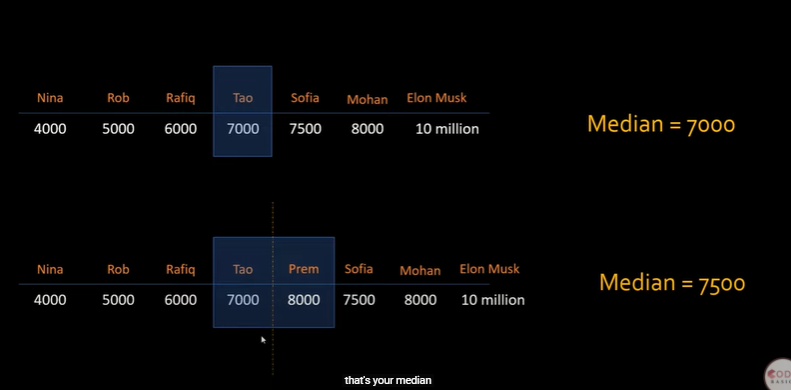 Nina Rob Rafiq Tao Sofia Mohan Elon Musk
4000 5000 6000 7000 7500 8000 10 million
Median = 7000
Nina Rob Rafiq Tao Prem Sofia Mohan Elon Musk
4000 5000 6000 7000 8000 7500 8000 10 million
Median = 7500
that's your median